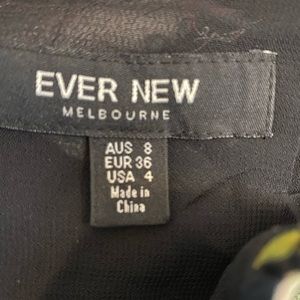 EVER NEW
MELBOURNE
AUS 8
EUR 36
USA 4
Made in
China